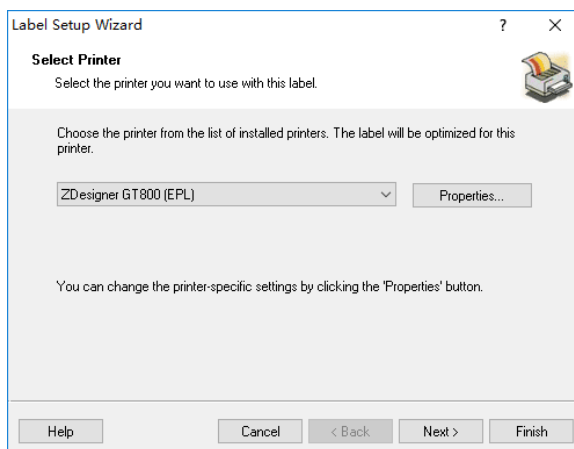 Label Setup Wizard
?
Select Printer
Select the printer you want to use with this label.
Choose the printer from the list of installed printers. The label will be optimized for this
printer.
ZDesigner GT800 (EPL)
Properties...
You can change the printer-specific settings by clicking the 'Properties' button.
Help
Cancel
< Back
Next >
Finish